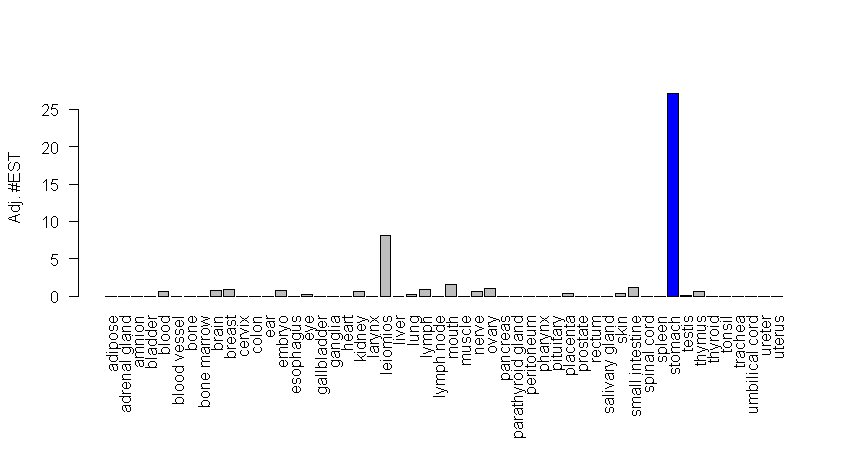 Adj. #EST
25
20
15
10
5
0
adipose
adrenal gland
amnion
bladder
blood
blood vessel
bone
bone marrow
brain
breast
cervix
colon
ear
embryo
esophagus
eye
gallbladder
ganglia
heart
kidney
larynx
leiomios
liver
lung
lymph
lymph node
mouth
muscle
nerve
ovary
pancreas
parathyroid gland
peritoneum
pharynx
pituitary
placenta
prostate
rectum
salivary gland
skin
small intestine
spinal cord
spleen
stomach
testis
thymus
thyroid
tonsil
trachea
umbilical cord
ureter
uterus